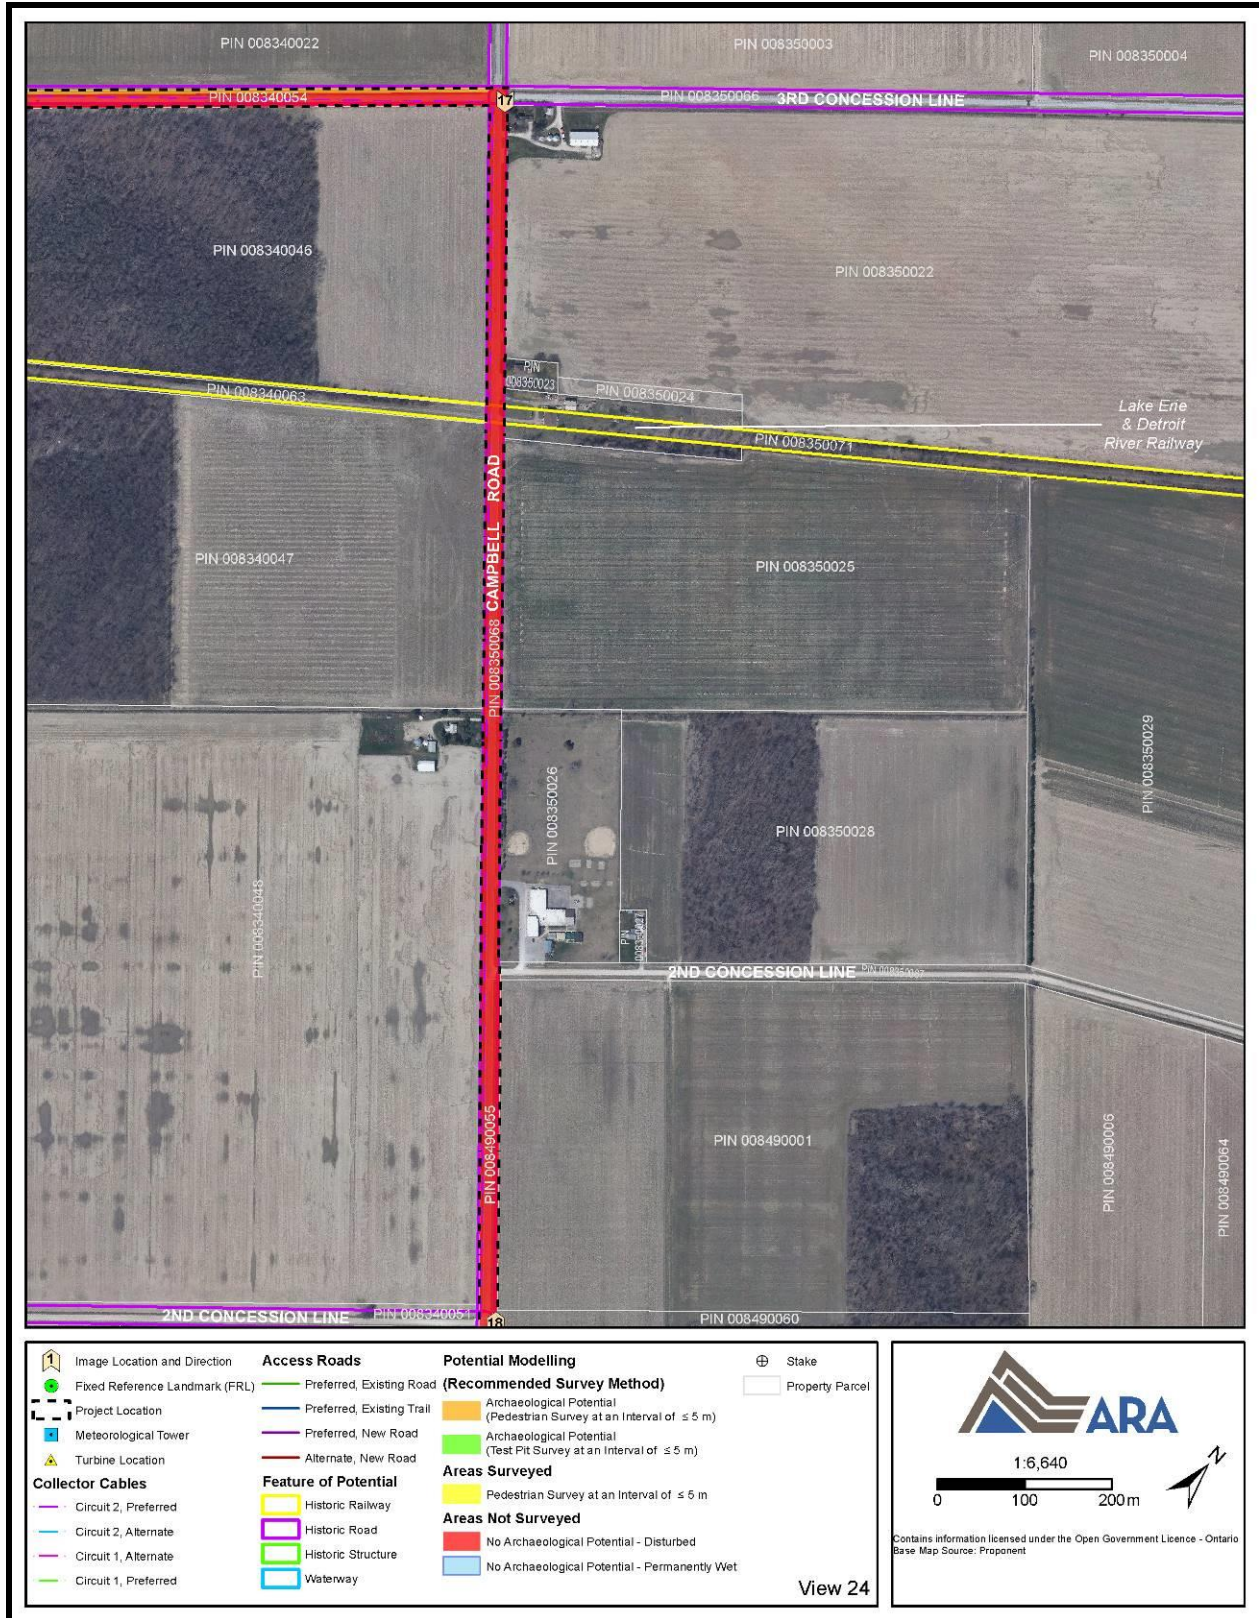 PIN 008340022
PIN 008350003
PIN 008350004
PIN 008340054
17
PIN 008350066
3RD CONCESSION LINE
PIN 008340046
PIN 008350022
PIN
008350023
PIN 008350024
PIN 008340063
Lake Erie
& Detroit
River Railway
PIN 008350071
CAMPBELL ROAD
PIN 008340047
PIN 008350025
PIN 008350068
PIN 008350029
PIN 008350026
PIN 008350028
PIN 008340048
PIN
008350027
2ND CONCESSION LINE
PIN 008490055
PIN 008490001
PIN 008490006
PIN 008490064
2ND CONCESSION LINE
PIN 008340051
18
PIN 008490060
1 Image Location and Direction
Fixed Reference Landmark (FRL)
Project Location
Meteorological Tower
Turbine Location
Collector Cables
Circuit 2, Preferred
Circuit 2, Alternate
Circuit 1, Alternate
Circuit 1, Preferred
Access Roads
Preferred, Existing Road
Preferred, Existing Trail
Preferred, New Road
Alternate, New Road
Feature of Potential
Historic Railway
Historic Road
Historic Structure
Waterway
Potential Modelling
(Recommended Survey Method)
Archaeological Potential
(Pedestrian Survey at an Interval of ≤ 5 m)
Archaeological Potential
(Test Pit Survey at an Interval of ≤ 5 m)
Areas Surveyed
Pedestrian Survey at an Interval of ≤ 5 m
Areas Not Surveyed
No Archaeological Potential - Disturbed
No Archaeological Potential - Permanently Wet
Stake
Property Parcel
View 24
ARA
1:6,640
0 100 200 m
N
Contains information licensed under the Open Government Licence - Ontario
Base Map Source: Proponent